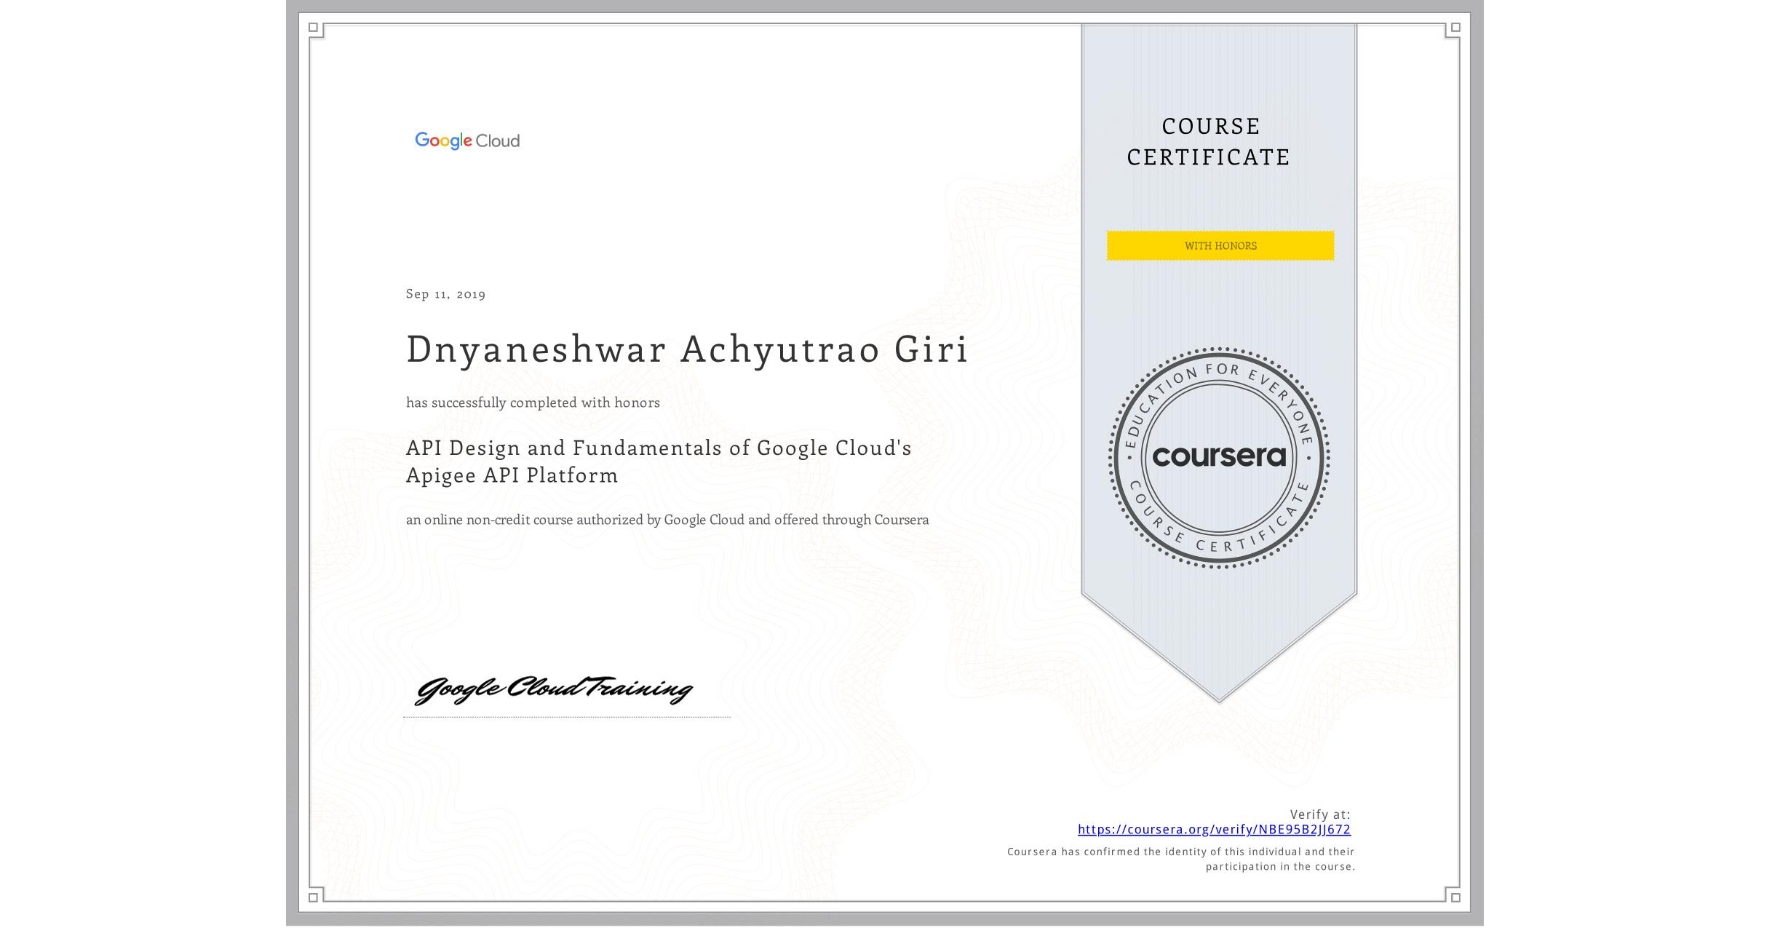 Google Cloud
COURSE
CERTIFICATE
WITH HONORS
Sep 11, 2019
Dnyaneshwar Achyutrao Giri
has successfully completed with honors
API Design and Fundamentals of Google Cloud's
Apigee API Platform
an online non-credit course authorized by Google Cloud and offered through Coursera
EDUCATION FOR EVERYONE
coursera
COURSE CERTIFICATE
Google Cloud Training
Verify at:
https://coursera.org/verify/NBE95B2JJ672
Coursera has confirmed the identity of this individual and their
participation in the course.